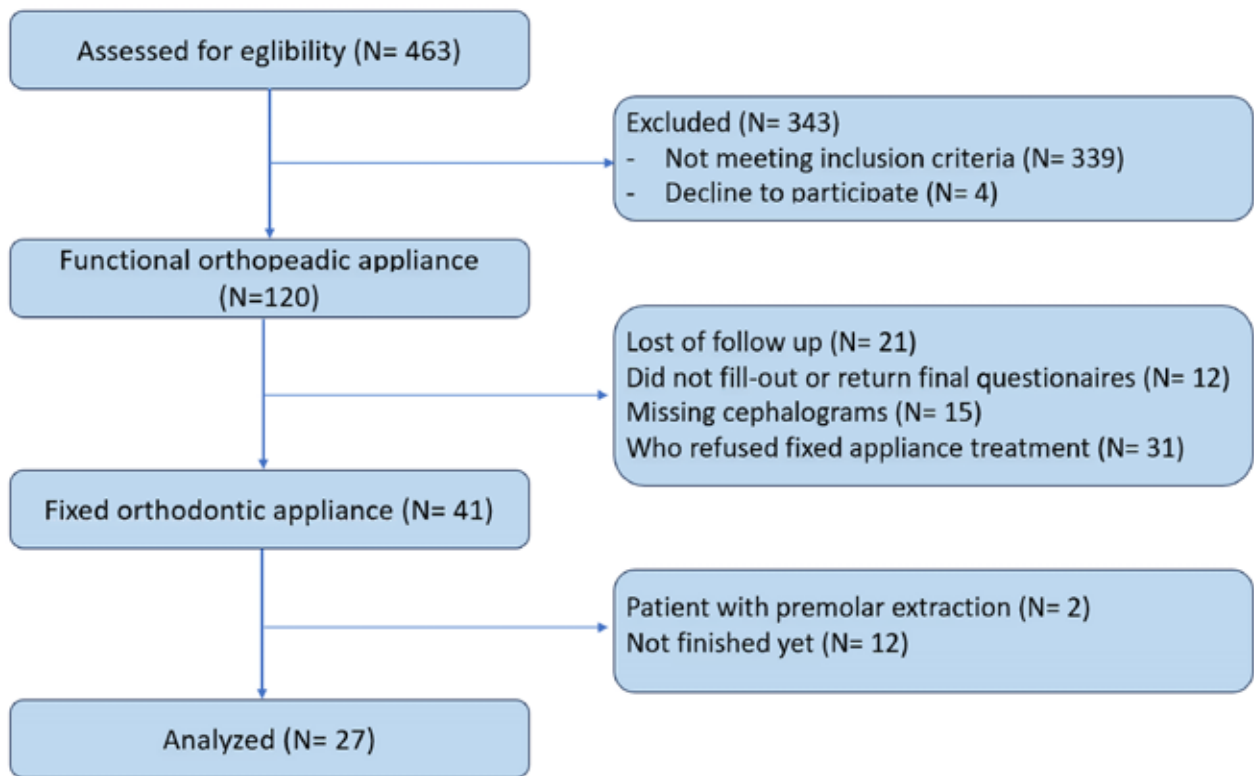 Assessed for eglibility (N= 463)
Excluded (N= 343)
- Not meeting inclusion criteria (N= 339)
- Decline to participate (N= 4)
Functional orthopeadic appliance
(N=120)
Lost of follow up (N= 21)
Did not fill-out or return final questionaires (N= 12)
Missing cephalograms (N= 15)
Who refused fixed appliance treatment (N= 31)
Fixed orthodontic appliance (N= 41)
Patient with premolar extraction (N= 2)
Not finished yet (N= 12)
Analyzed (N= 27)